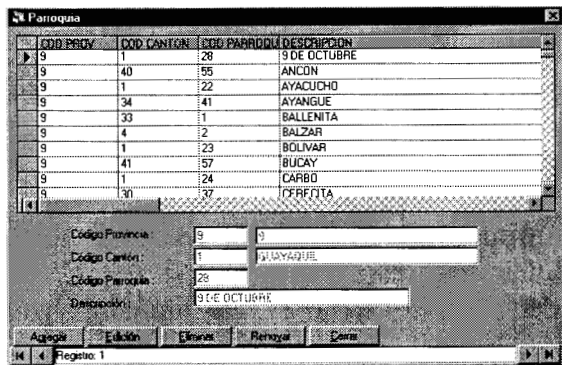 Parroquia
COD PROV COD CANTON COD PARROQU DESCRIPCION
9 1 28 9 DE OCTUBRE
9 40 55 ANCON
9 1 22 AYACUCHO
9 34 41 AYANGUE
9 33 1 BALLENITA
9 4 2 BALZAR
9 1 23 BOLIVAR
9 41 57 BUCAY
9 1 24 CARBO
9 30 37 CERECITA
Código Provincia : 9 9
Código Cantón : 1 GUAYAQUIL
Código Parroquia : 28
Descripción : 9 DE OCTUBRE
Agregar Edición Eliminar Renovar Cerrar
Registro: 1